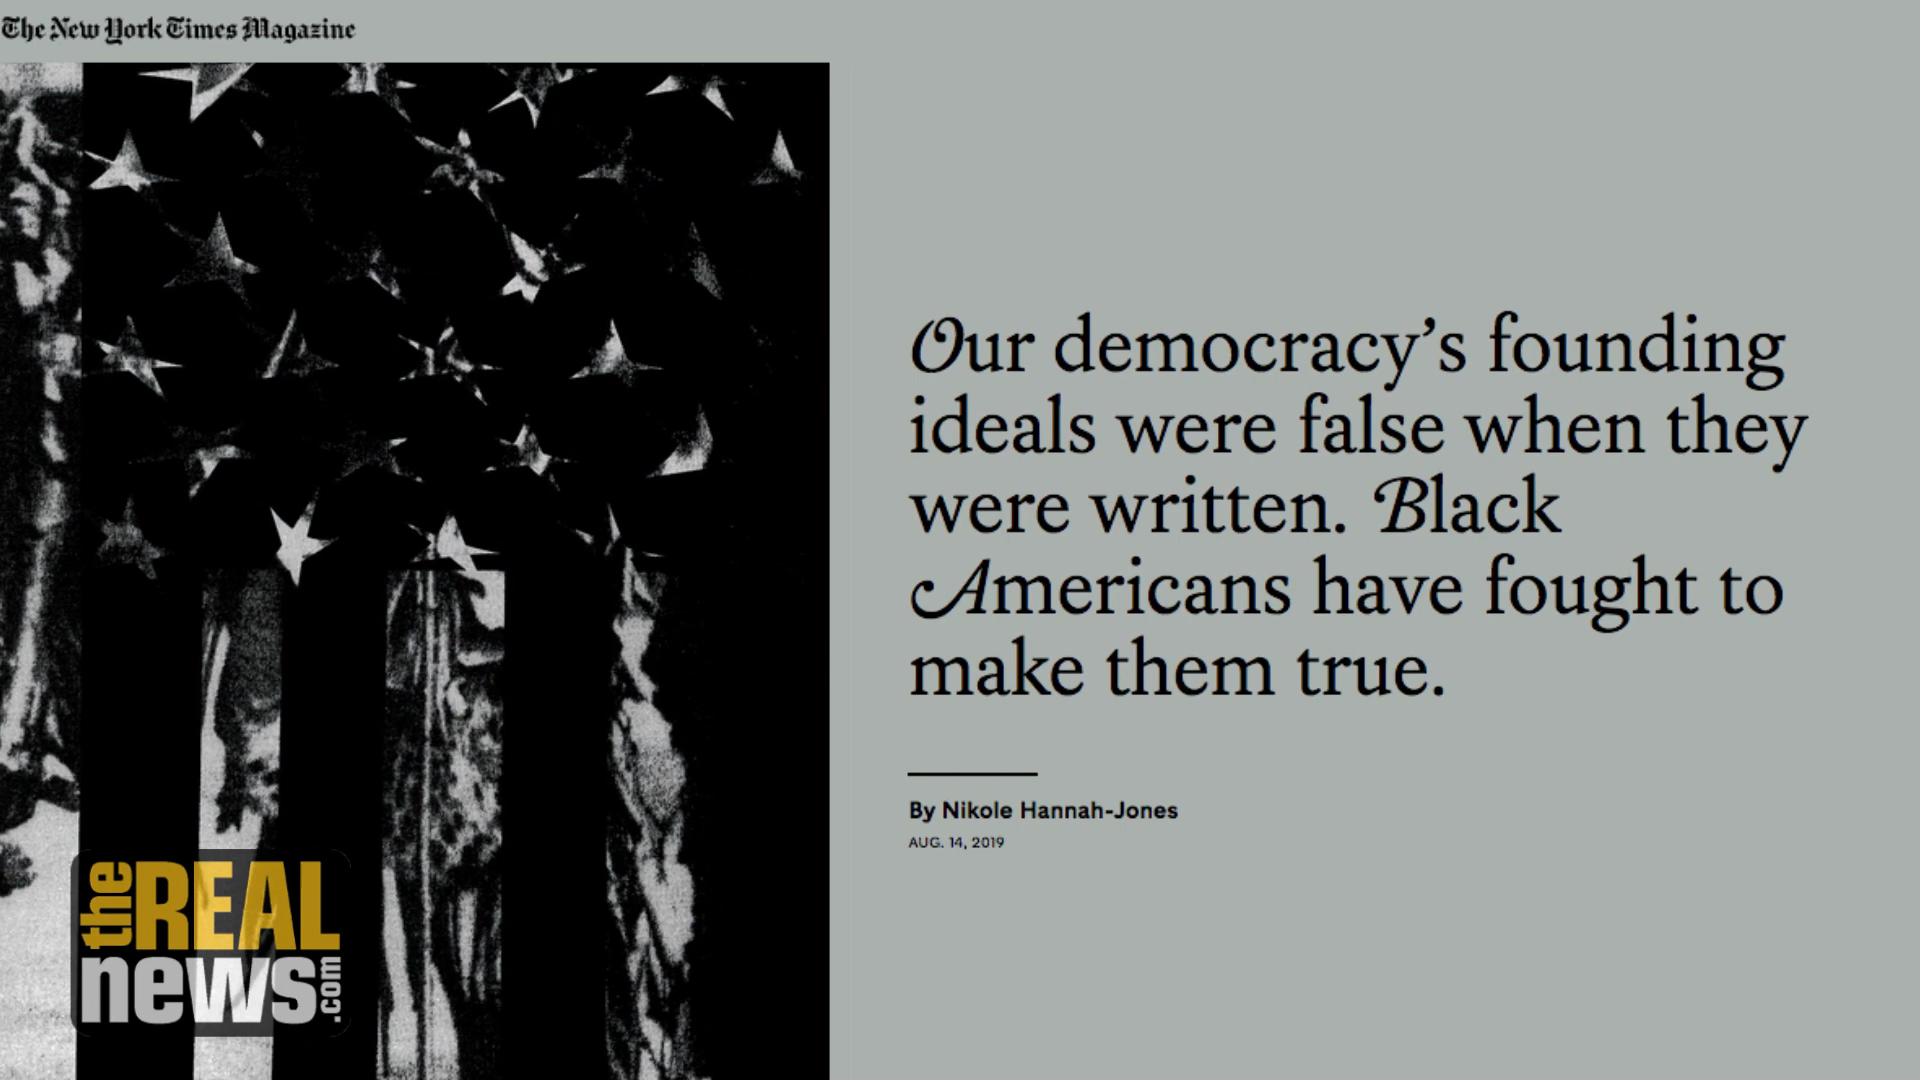 The New York Times Magazine
Our democracy’s founding
ideals were false when they
were written. Black
Americans have fought to
make them true.
By Nikole Hannah-Jones
AUG. 14, 2019
the REAL
news.com